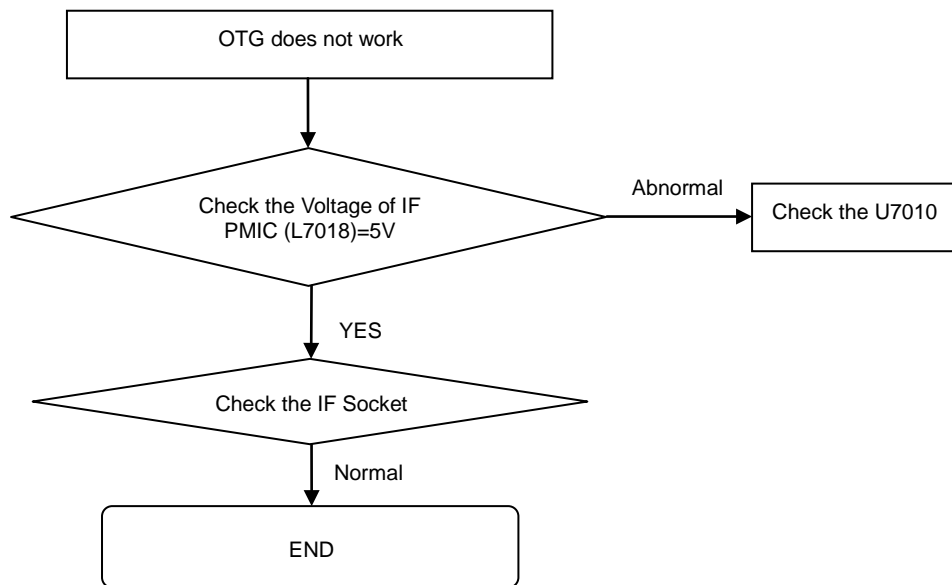 OTG does not work
Check the Voltage of IF
PMIC (L7018)=5V
Abnormal
Check the U7010
YES
Check the IF Socket
Normal
END